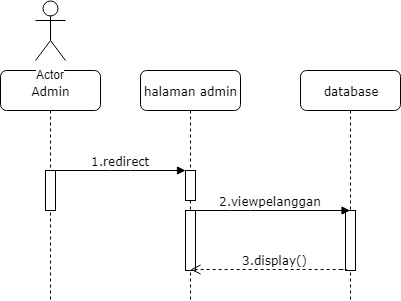 Actor
Admin
halaman admin
database
1.redirect
2.viewpelanggan
3.display()